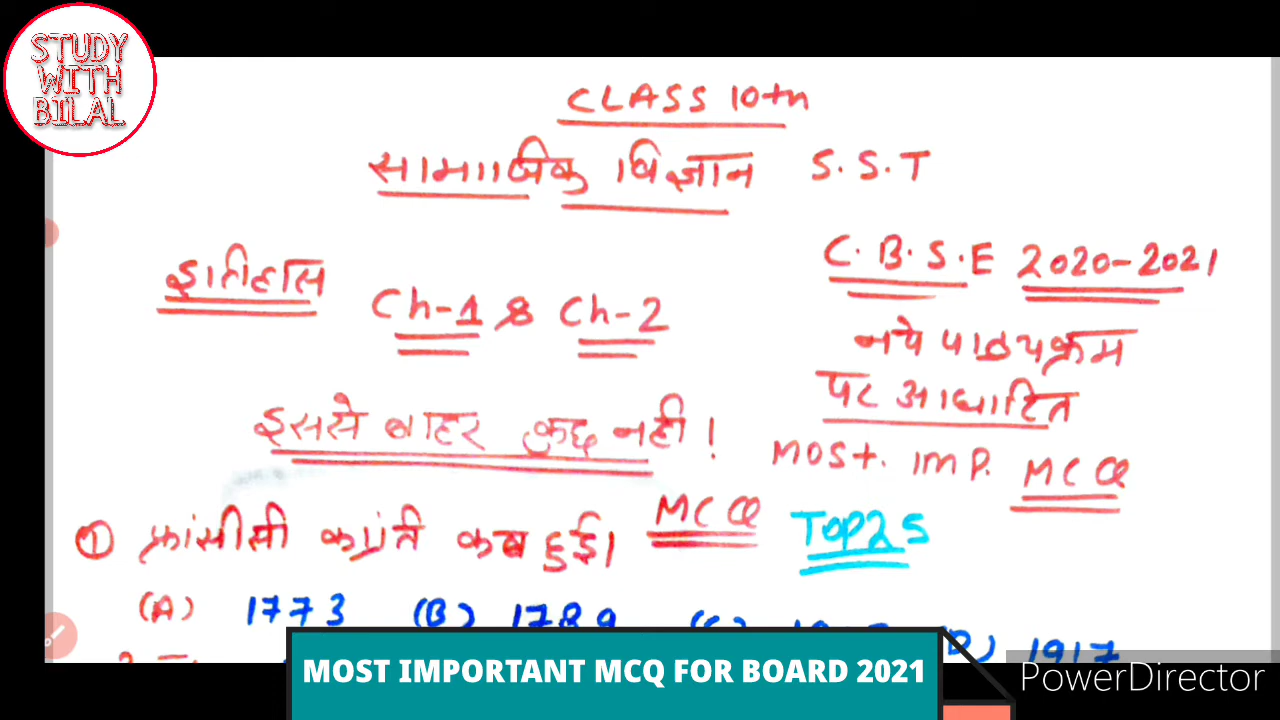 STUDY
WITH
BILAL
CLASS 10th
सामाजिक विज्ञान S.S.T
इतिहास Ch-1 & Ch-2
C.B.S.E 2020-2021
नये पाठयक्रम
पर आधारित
इससे बाहर कुछ नही!
MOST. IMP. MCQ
① फ्रांसीसी क्रांति कब हुई। MCQ TOP25
(A) 1773 (B) 1789 (C) (D) 1917
MOST IMPORTANT MCQ FOR BOARD 2021
PowerDirector